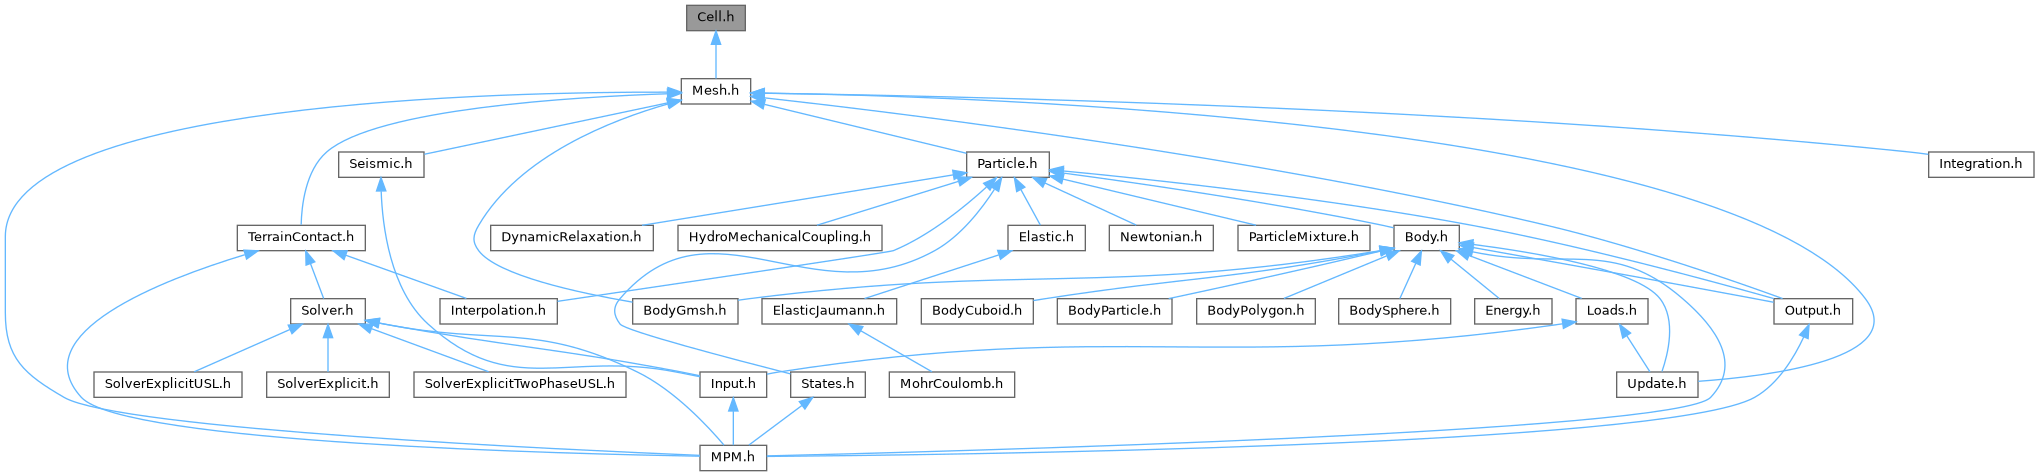 Cell.h
Mesh.h
Seismic.h
Particle.h
Integration.h
TerrainContact.h
DynamicRelaxation.h
HydroMechanicalCoupling.h
Elastic.h
Newtonian.h
ParticleMixture.h
Body.h
Solver.h
Interpolation.h
BodyGmsh.h
ElasticJaumann.h
BodyCuboid.h
BodyParticle.h
BodyPolygon.h
BodySphere.h
Energy.h
Loads.h
Output.h
SolverExplicitUSL.h
SolverExplicit.h
SolverExplicitTwoPhaseUSL.h
Input.h
States.h
MohrCoulomb.h
Update.h
MPM.h